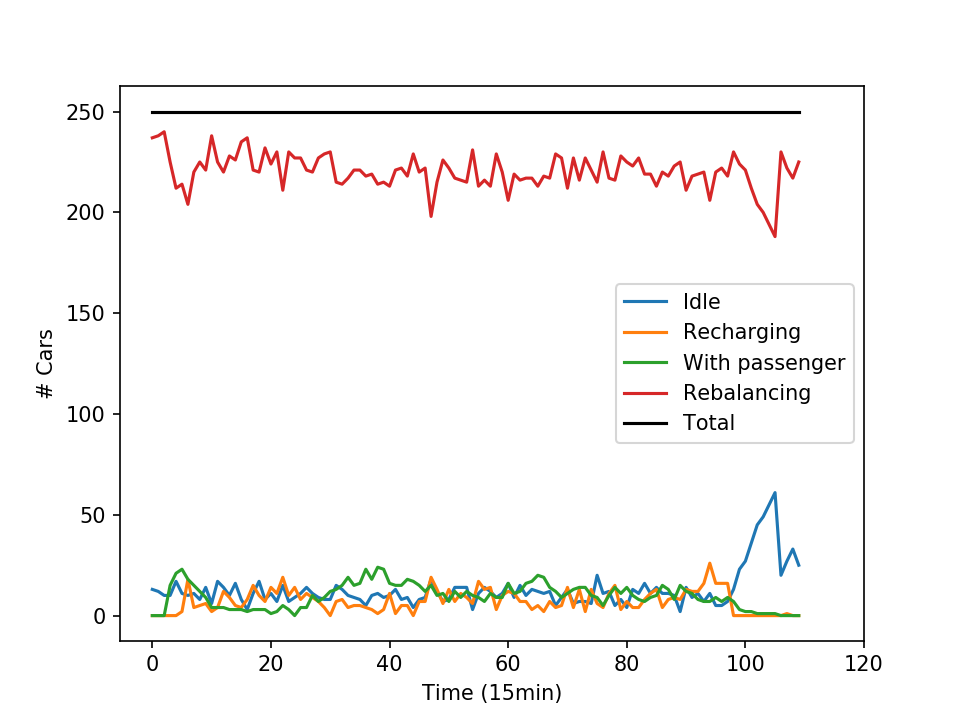 250
200
150
100
50
0
# Cars
Idle
Recharging
With passenger
Rebalancing
Total
0 20 40 60 80 100 120
Time (15min)